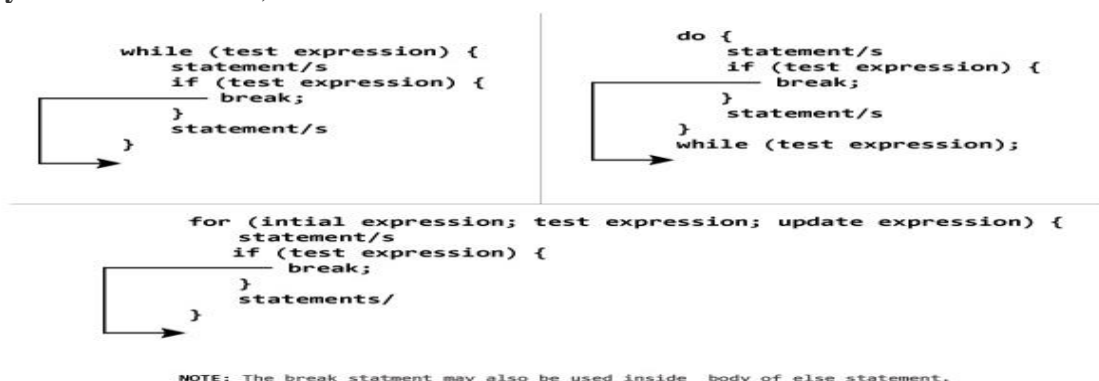 while (test expression) {
statement/s
if (test expression) {
break;
}
statement/s
}
do {
statement/s
if (test expression) {
break;
}
statement/s
}
while (test expression);
for (intial expression; test expression; update expression) {
statement/s
if (test expression) {
break;
}
statements/
}
NOTE: The break statment may also be used inside body of else statement.